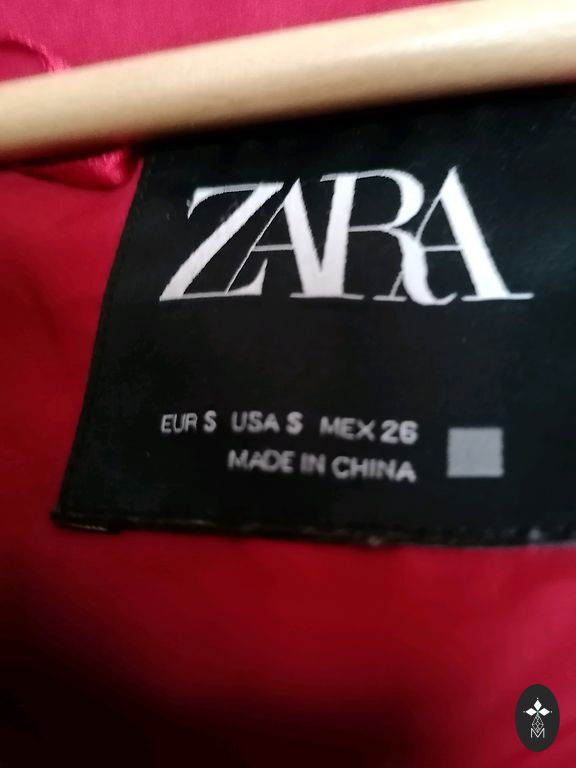 ZARA
EUR S USA S MEX 26
MADE IN CHINA
M